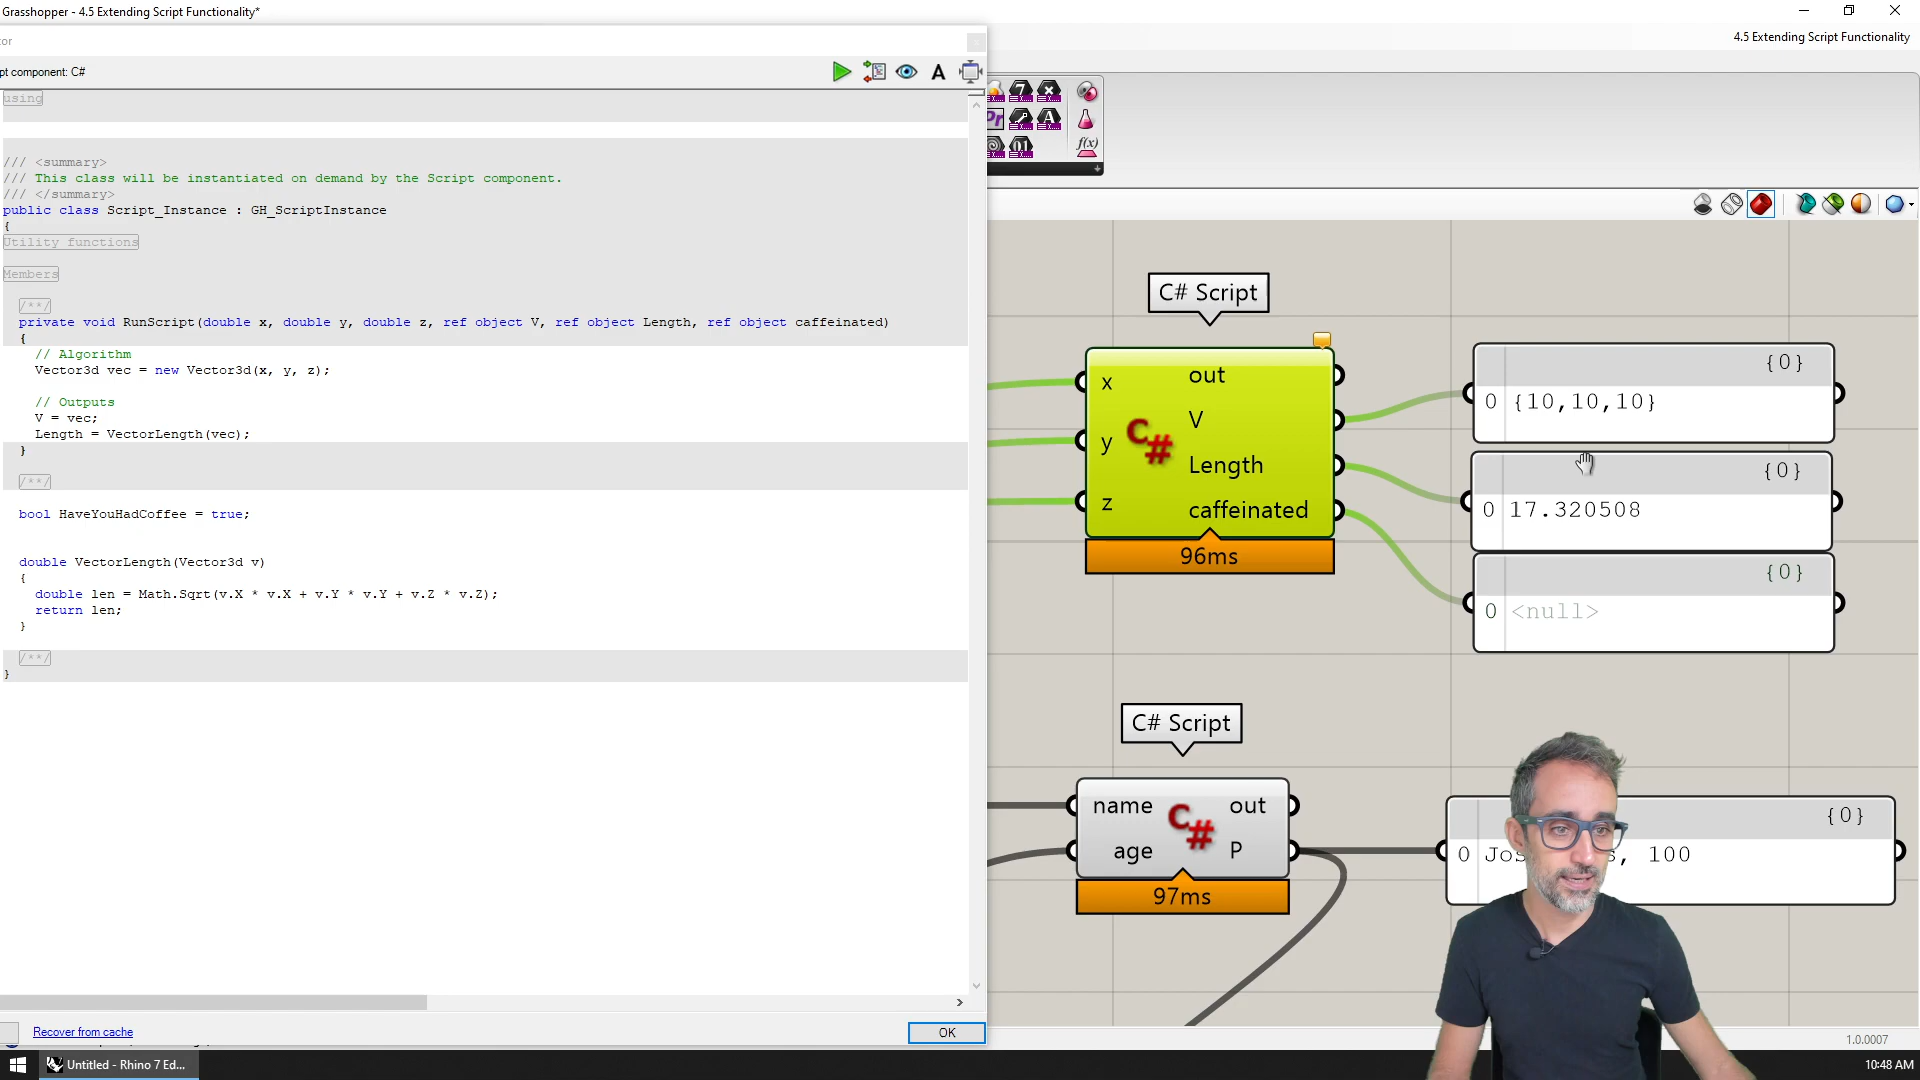 Grasshopper - 4.5 Extending Script Functionality*
4.5 Extending Script Functionality
or
pt component: C#
A
using
/// <summary>
/// This class will be instantiated on demand by the Script component.
/// </summary>
public class Script_Instance : GH_ScriptInstance
{
Utility functions
Members
/**/
private void RunScript(double x, double y, double z, ref object V, ref object Length, ref object caffeinated)
{
// Algorithm
Vector3d vec = new Vector3d(x, y, z);
// Outputs
V = vec;
Length = VectorLength(vec);
}
/**/
bool HaveYouHadCoffee = true;
double VectorLength(Vector3d v)
{
double len = Math.Sqrt(v.X * v.X + v.Y * v.Y + v.Z * v.Z);
return len;
}
/**/
}
Recover from cache
OK
f(x)
C# Script
x
y
z
C#
out
V
Length
caffeinated
96ms
{0}
0 {10,10,10}
{0}
0 17.320508
{0}
0 <null>
C# Script
name
age
C#
out
P
97ms
{0}
0 Jos s, 100
1.0.0007
Untitled - Rhino 7 Ed...
10:48 AM